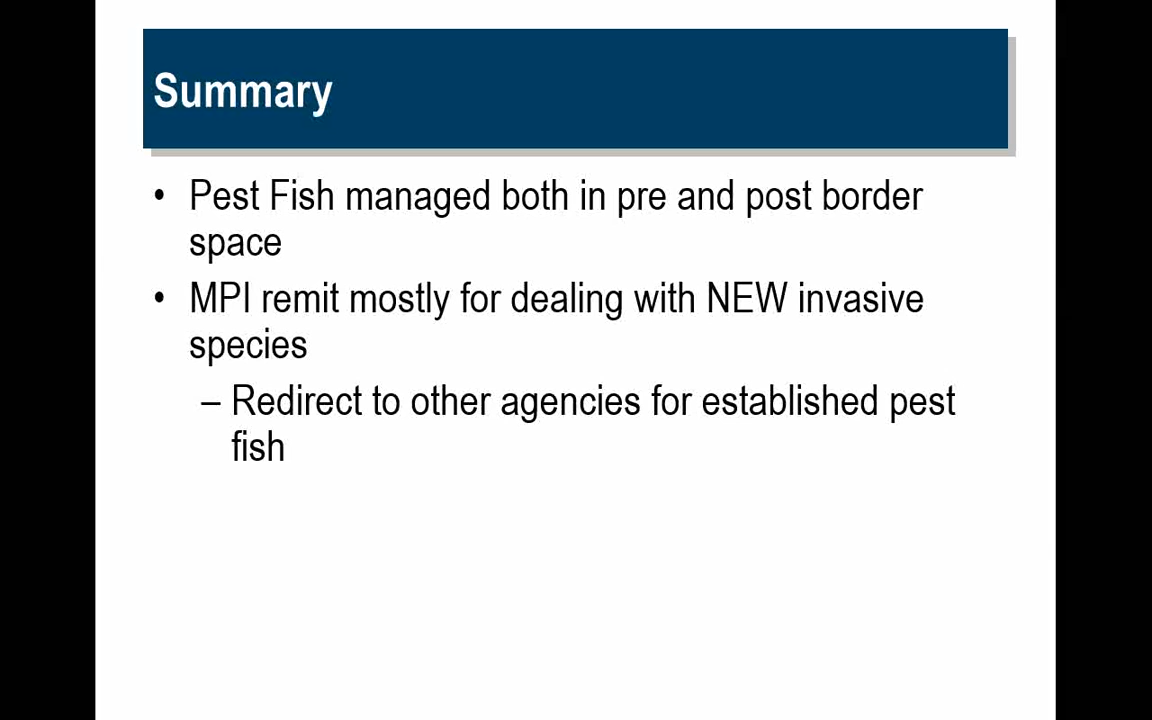 Summary
• Pest Fish managed both in pre and post border
space
• MPI remit mostly for dealing with NEW invasive
species
– Redirect to other agencies for established pest
fish